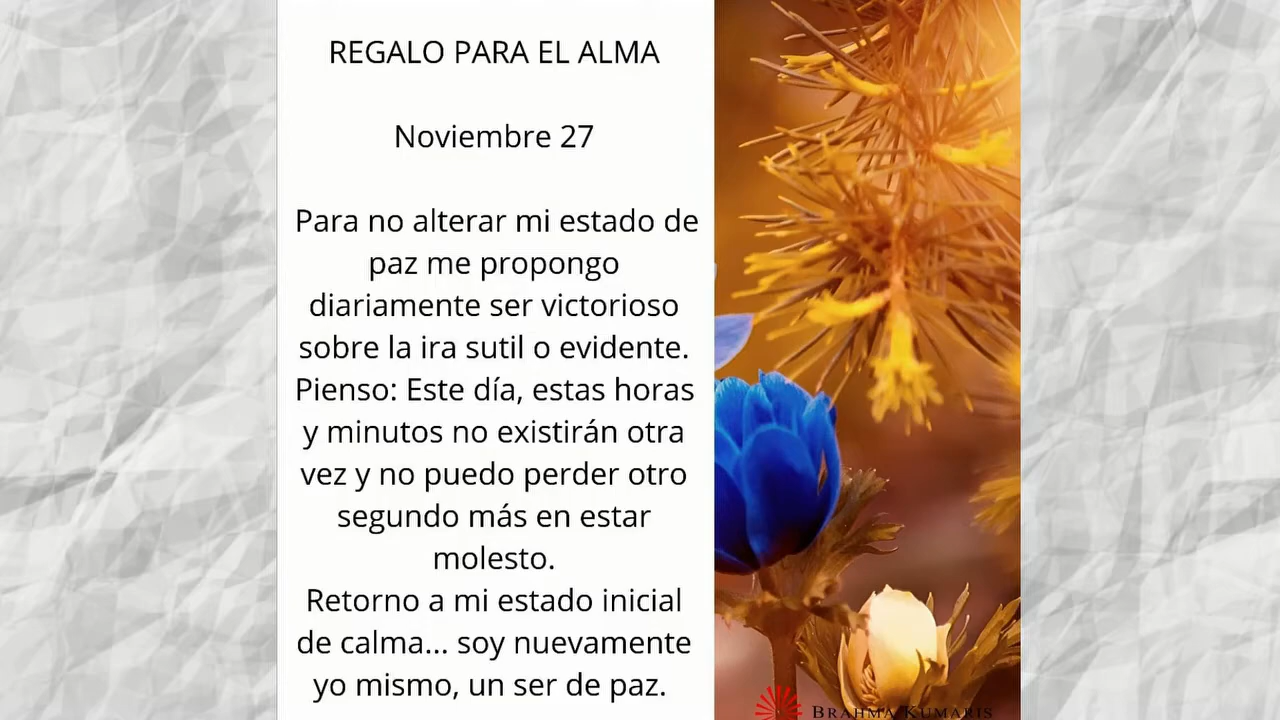 REGALO PARA EL ALMA
Noviembre 27
Para no alterar mi estado de
paz me propongo
diariamente ser victorioso
sobre la ira sutil o evidente.
Pienso: Este día, estas horas
y minutos no existirán otra
vez y no puedo perder otro
segundo más en estar
molesto.
Retorno a mi estado inicial
de calma... soy nuevamente
yo mismo, un ser de paz.
BRAHMA KUMARIS